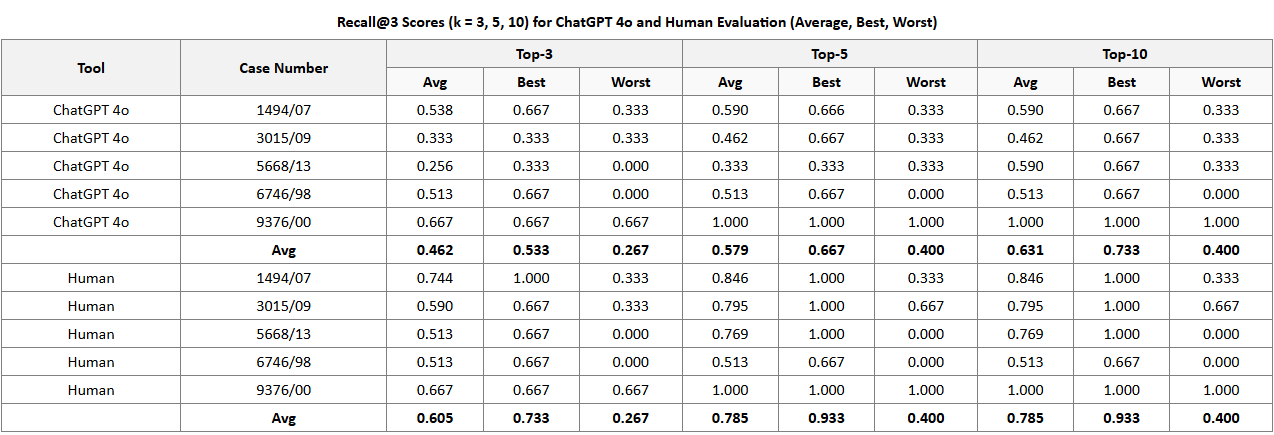 Recall@3 Scores (k = 3, 5, 10) for ChatGPT 4o and Human Evaluation (Average, Best, Worst)
Tool Case Number Top-3 Top-5 Top-10
Avg Best Worst Avg Best Worst Avg Best Worst
ChatGPT 4o 1494/07 0.538 0.667 0.333 0.590 0.666 0.333 0.590 0.667 0.333
ChatGPT 4o 3015/09 0.333 0.333 0.333 0.462 0.667 0.333 0.462 0.667 0.333
ChatGPT 4o 5668/13 0.256 0.333 0.000 0.333 0.333 0.333 0.590 0.667 0.333
ChatGPT 4o 6746/98 0.513 0.667 0.000 0.513 0.667 0.000 0.513 0.667 0.000
ChatGPT 4o 9376/00 0.667 0.667 0.667 1.000 1.000 1.000 1.000 1.000 1.000
Avg 0.462 0.533 0.267 0.579 0.667 0.400 0.631 0.733 0.400
Human 1494/07 0.744 1.000 0.333 0.846 1.000 0.333 0.846 1.000 0.333
Human 3015/09 0.590 0.667 0.333 0.795 1.000 0.667 0.795 1.000 0.667
Human 5668/13 0.513 0.667 0.000 0.769 1.000 0.000 0.769 1.000 0.000
Human 6746/98 0.513 0.667 0.000 0.513 0.667 0.000 0.513 0.667 0.000
Human 9376/00 0.667 0.667 0.667 1.000 1.000 1.000 1.000 1.000 1.000
Avg 0.605 0.733 0.267 0.785 0.933 0.400 0.785 0.933 0.400